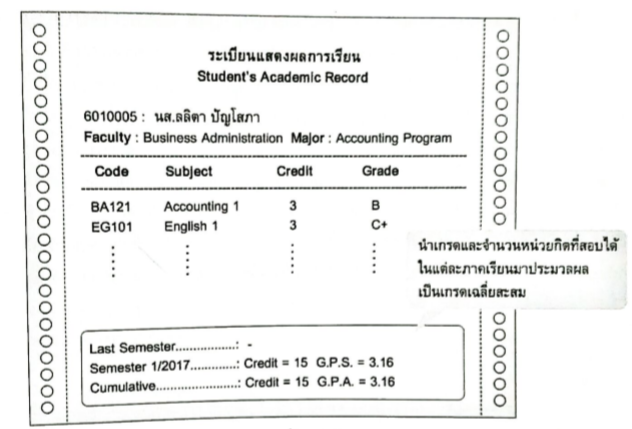 ระเบียนแสดงผลการเรียน
Student's Academic Record
6010005 : นส.ลลิตา ปัญโสภา
Faculty : Business Administration Major : Accounting Program
Code Subject Credit Grade
BA121 Accounting 1 3 B
EG101 English 1 3 C+
นำเกรดและจำนวนหน่วยกิตที่สอบได้
ในแต่ละภาคเรียนมาประมวลผล
เป็นเกรดเฉลี่ยสะสม
Last Semester.................: -
Semester 1/2017.............: Credit = 15 G.P.S. = 3.16
Cumulative.......................: Credit = 15 G.P.A. = 3.16